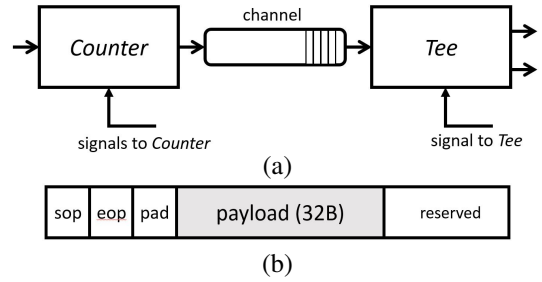 channel
Counter
Tee
signals to Counter
signal to Tee
(a)
sop eop pad payload (32B) reserved
(b)